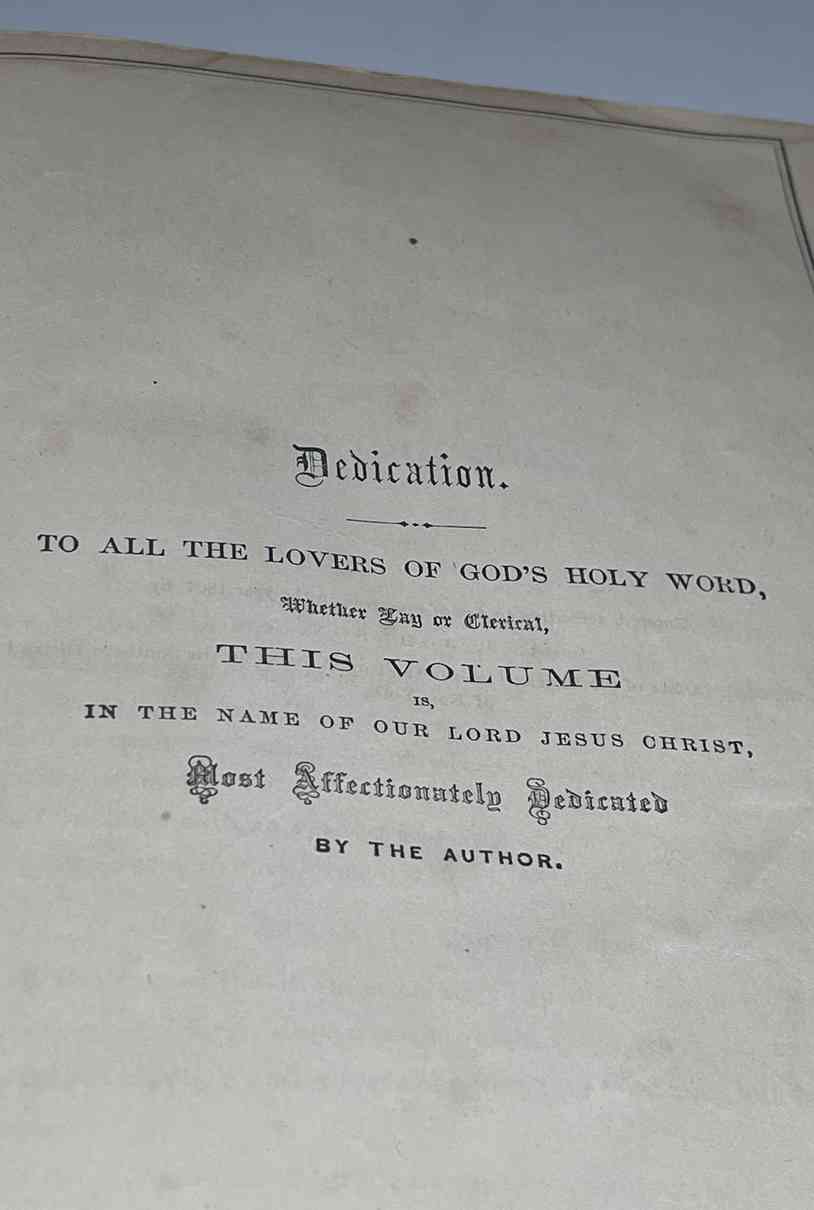 Dedication.
TO ALL THE LOVERS OF GOD'S HOLY WORD,
Whether Lay or Clerical,
THIS VOLUME
IS,
IN THE NAME OF OUR LORD JESUS CHRIST,
Most Affectionately Dedicated
BY THE AUTHOR.